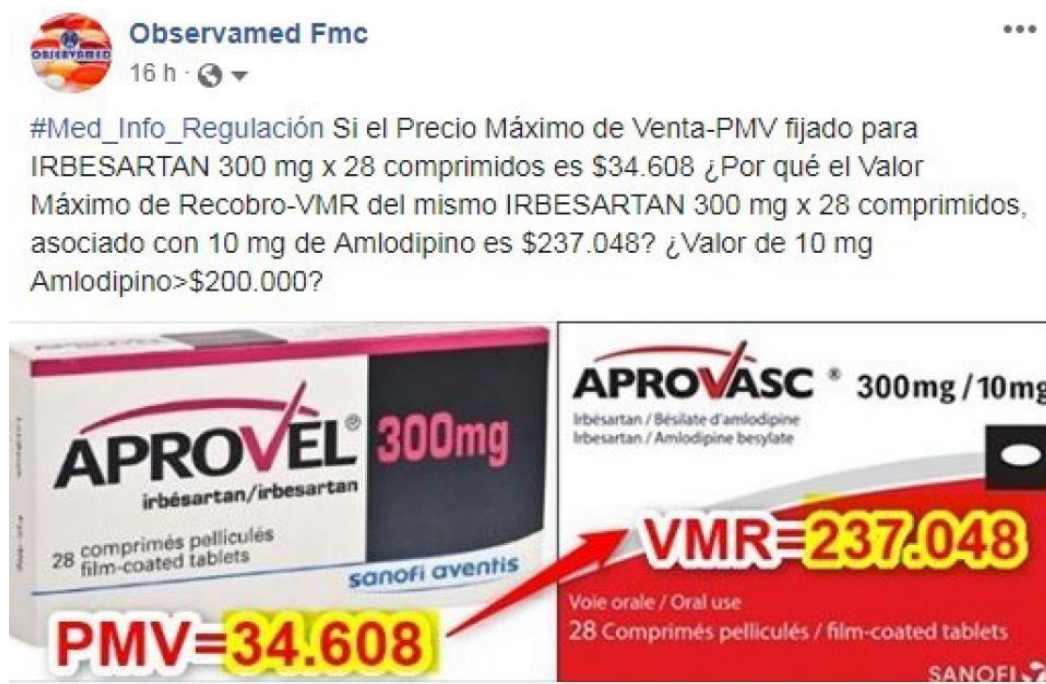 OBSERVAMED
Observamed Fmc
16 h ·
#Med_Info_Regulación Si el Precio Máximo de Venta-PMV fijado para
IRBESARTAN 300 mg x 28 comprimidos es $34.608 ¿Por qué el Valor
Máximo de Recobro-VMR del mismo IRBESARTAN 300 mg x 28 comprimidos,
asociado con 10 mg de Amlodipino es $237.048? ¿Valor de 10 mg
Amlodipino>$200.000?
APROVEL® 300mg
irbésartan/irbesartan
28 comprimés pelliculés
film-coated tablets
sanofi aventis
PMV=34.608
APROVASC ® 300mg/10mg
Irbésartan / Bésilate d'amlodipine
Irbesartan / Amlodipine besylate
VMR=237.048
Voie orale / Oral use
28 Comprimés pelliculés / film-coated tablets
SANOFI